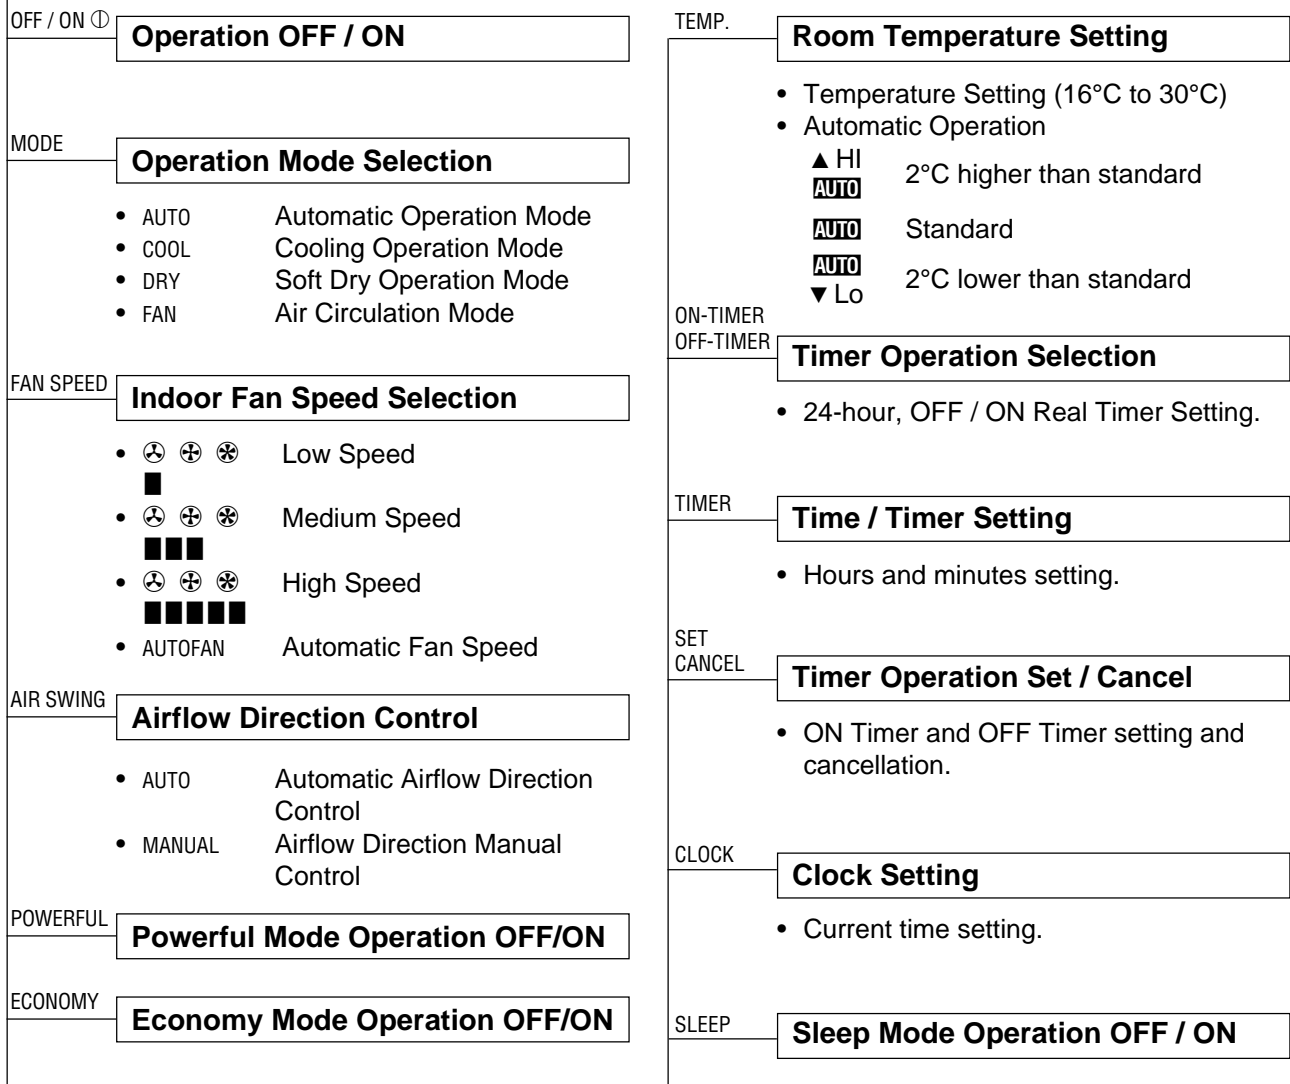 OFF / ON
Operation OFF / ON
MODE
Operation Mode Selection
• AUTO Automatic Operation Mode
• COOL Cooling Operation Mode
• DRY Soft Dry Operation Mode
• FAN Air Circulation Mode
FAN SPEED
Indoor Fan Speed Selection
• Low Speed
• Medium Speed
• High Speed
• AUTOFAN Automatic Fan Speed
AIR SWING
Airflow Direction Control
• AUTO Automatic Airflow Direction
Control
• MANUAL Airflow Direction Manual
Control
POWERFUL
Powerful Mode Operation OFF/ON
ECONOMY
Economy Mode Operation OFF/ON
TEMP.
Room Temperature Setting
• Temperature Setting (16°C to 30°C)
• Automatic Operation
▲ HI
AUTO
2°C higher than standard
AUTO Standard
AUTO
▼ Lo
2°C lower than standard
ON-TIMER
OFF-TIMER
Timer Operation Selection
• 24-hour, OFF / ON Real Timer Setting.
TIMER
Time / Timer Setting
• Hours and minutes setting.
SET
CANCEL
Timer Operation Set / Cancel
• ON Timer and OFF Timer setting and
cancellation.
CLOCK
Clock Setting
• Current time setting.
SLEEP
Sleep Mode Operation OFF / ON